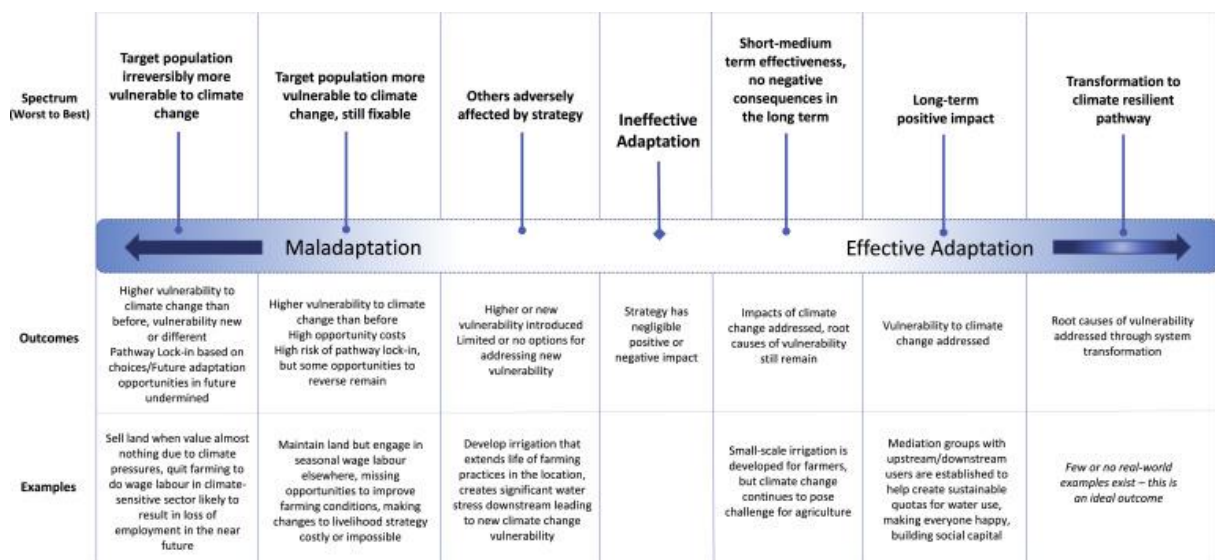 Spectrum
(Worst to Best)
Target population
irreversibly more
vulnerable to climate
change
Target population more
vulnerable to climate
change, still fixable
Others adversely
affected by strategy
Ineffective
Adaptation
Short-medium
term effectiveness,
no negative
consequences in
the long term
Long-term
positive impact
Transformation to
climate resilient
pathway
Maladaptation
Effective Adaptation
Outcomes
Higher vulnerability to
climate change than
before, vulnerability new
or different
Pathway Lock-in based on
choices/Future adaptation
opportunities in future
undermined
Higher vulnerability to climate
change than before
High opportunity costs
High risk of pathway lock-in,
but some opportunities to
reverse remain
Higher or new
vulnerability introduced
Limited or no options for
addressing new
vulnerability
Strategy has
negligible
positive or
negative impact
Impacts of climate
change addressed, root
causes of vulnerability
still remain
Vulnerability to climate
change addressed
Root causes of vulnerability
addressed through system
transformation
Examples
Sell land when value almost
nothing due to climate
pressures, quit farming to
do wage labour in climate-
sensitive sector likely to
result in loss of
employment in the near
future
Maintain land but engage in
seasonal wage labour
elsewhere, missing
opportunities to improve
farming conditions, making
changes to livelihood strategy
costly or impossible
Develop irrigation that
extends life of farming
practices in the location,
creates significant water
stress downstream leading
to new climate change
vulnerability
Small-scale irrigation is
developed for farmers,
but climate change
continues to pose
challenge for agriculture
Mediation groups with
upstream/downstream
users are established to
help create sustainable
quotas for water use,
making everyone happy,
building social capital
Few or no real-world
examples exist – this is
an ideal outcome